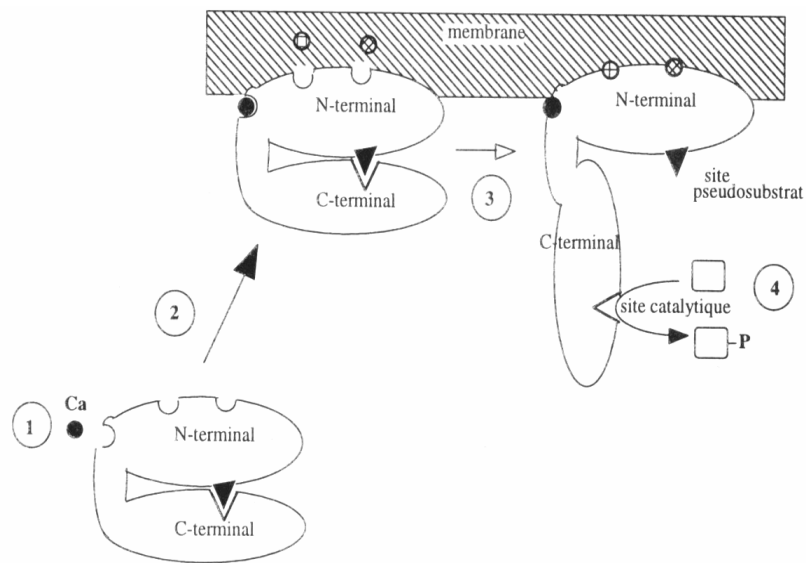 membrane
N-terminal
C-terminal
3
N-terminal
site
pseudosubstrat
C-terminal
site catalytique
4
P
2
1
Ca
N-terminal
C-terminal